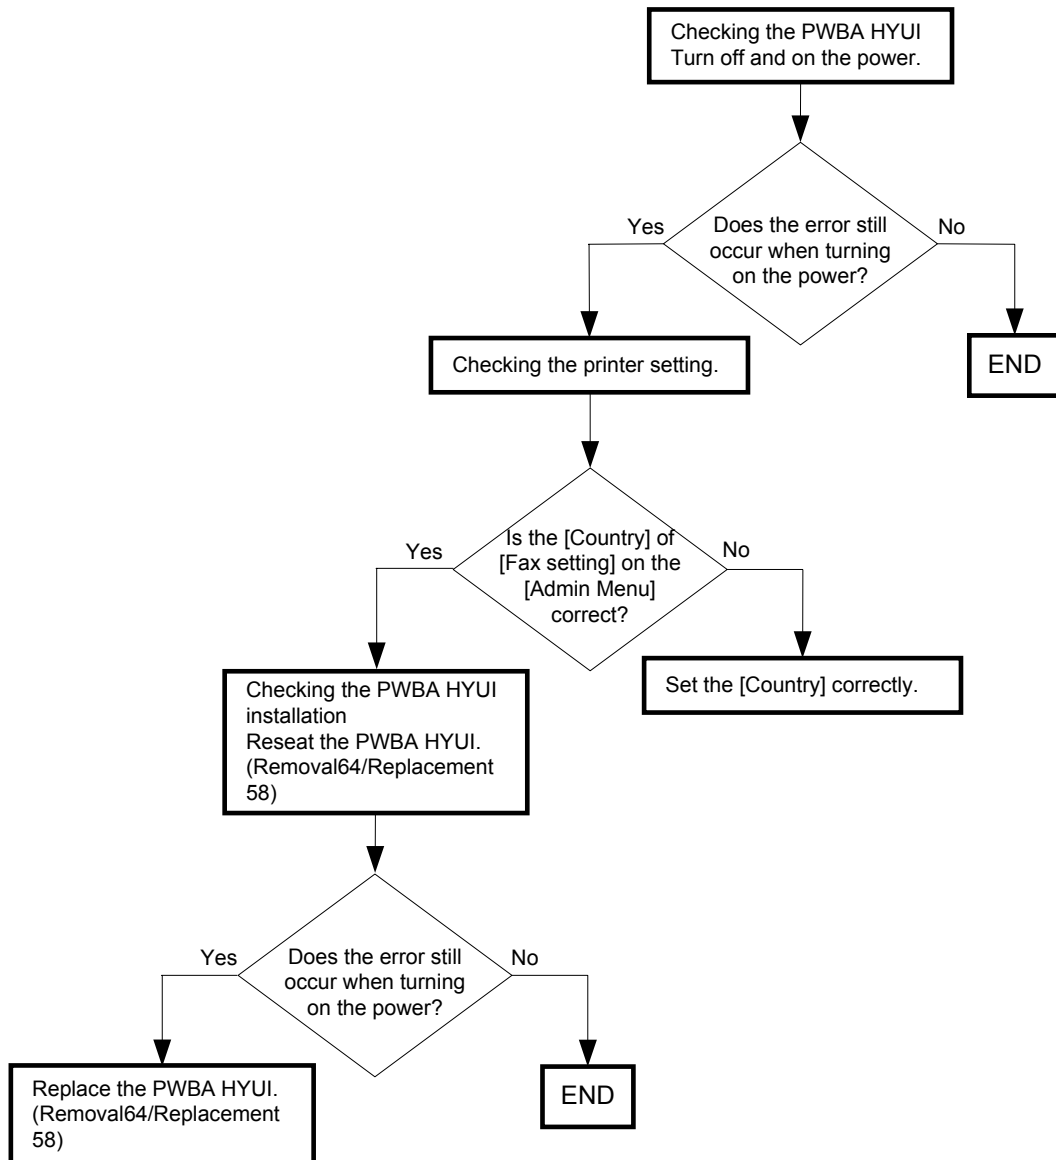 Checking the PWBA HYUI
Turn off and on the power.
Yes
Does the error still
occur when turning
on the power?
No
Checking the printer setting.
END
Yes
Is the [Country] of
[Fax setting] on the
[Admin Menu]
correct?
No
Checking the PWBA HYUI
installation
Reseat the PWBA HYUI.
(Removal64/Replacement
58)
Set the [Country] correctly.
Yes
Does the error still
occur when turning
on the power?
No
Replace the PWBA HYUI.
(Removal64/Replacement
58)
END